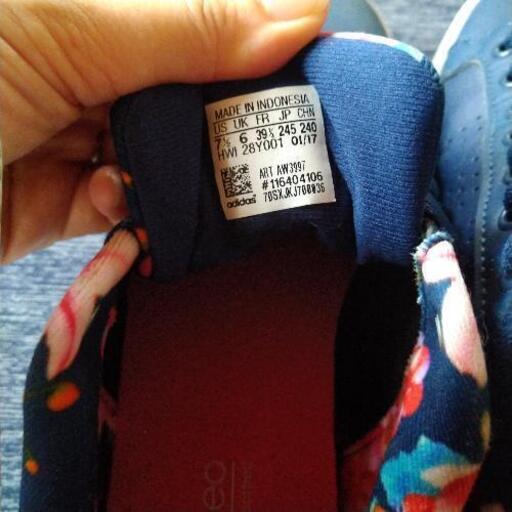 MADE IN INDONESIA
US UK FR JP CHN
7½ 6 39⅓ 245 240
HWI 28Y001 01/17
ART AW3997
#116404106
adidas
neo